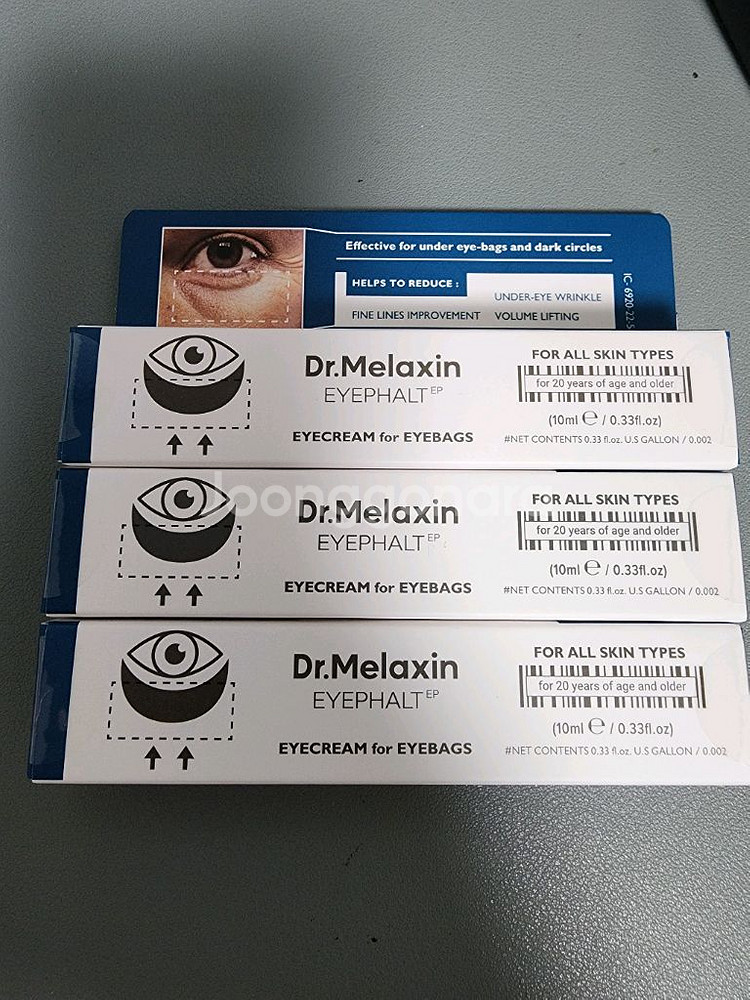 Effective for under eye-bags and dark circles
HELPS TO REDUCE :
UNDER-EYE WRINKLE
FINE LINES IMPROVEMENT VOLUME LIFTING
Dr.Melaxin
EYEPHALT EP
EYECREAM for EYEBAGS
FOR ALL SKIN TYPES
for 20 years of age and older
(10ml ℮ / 0.33fl.oz)
#NET CONTENTS 0.33 fl.oz. U.S GALLON / 0.002
Joonggonara
Dr.Melaxin
EYEPHALT EP
EYECREAM for EYEBAGS
FOR ALL SKIN TYPES
for 20 years of age and older
(10ml ℮ / 0.33fl.oz)
#NET CONTENTS 0.33 fl.oz. U.S GALLON / 0.002
Dr.Melaxin
EYEPHALT EP
EYECREAM for EYEBAGS
FOR ALL SKIN TYPES
for 20 years of age and older
(10ml ℮ / 0.33fl.oz)
#NET CONTENTS 0.33 fl.oz. U.S GALLON / 0.002